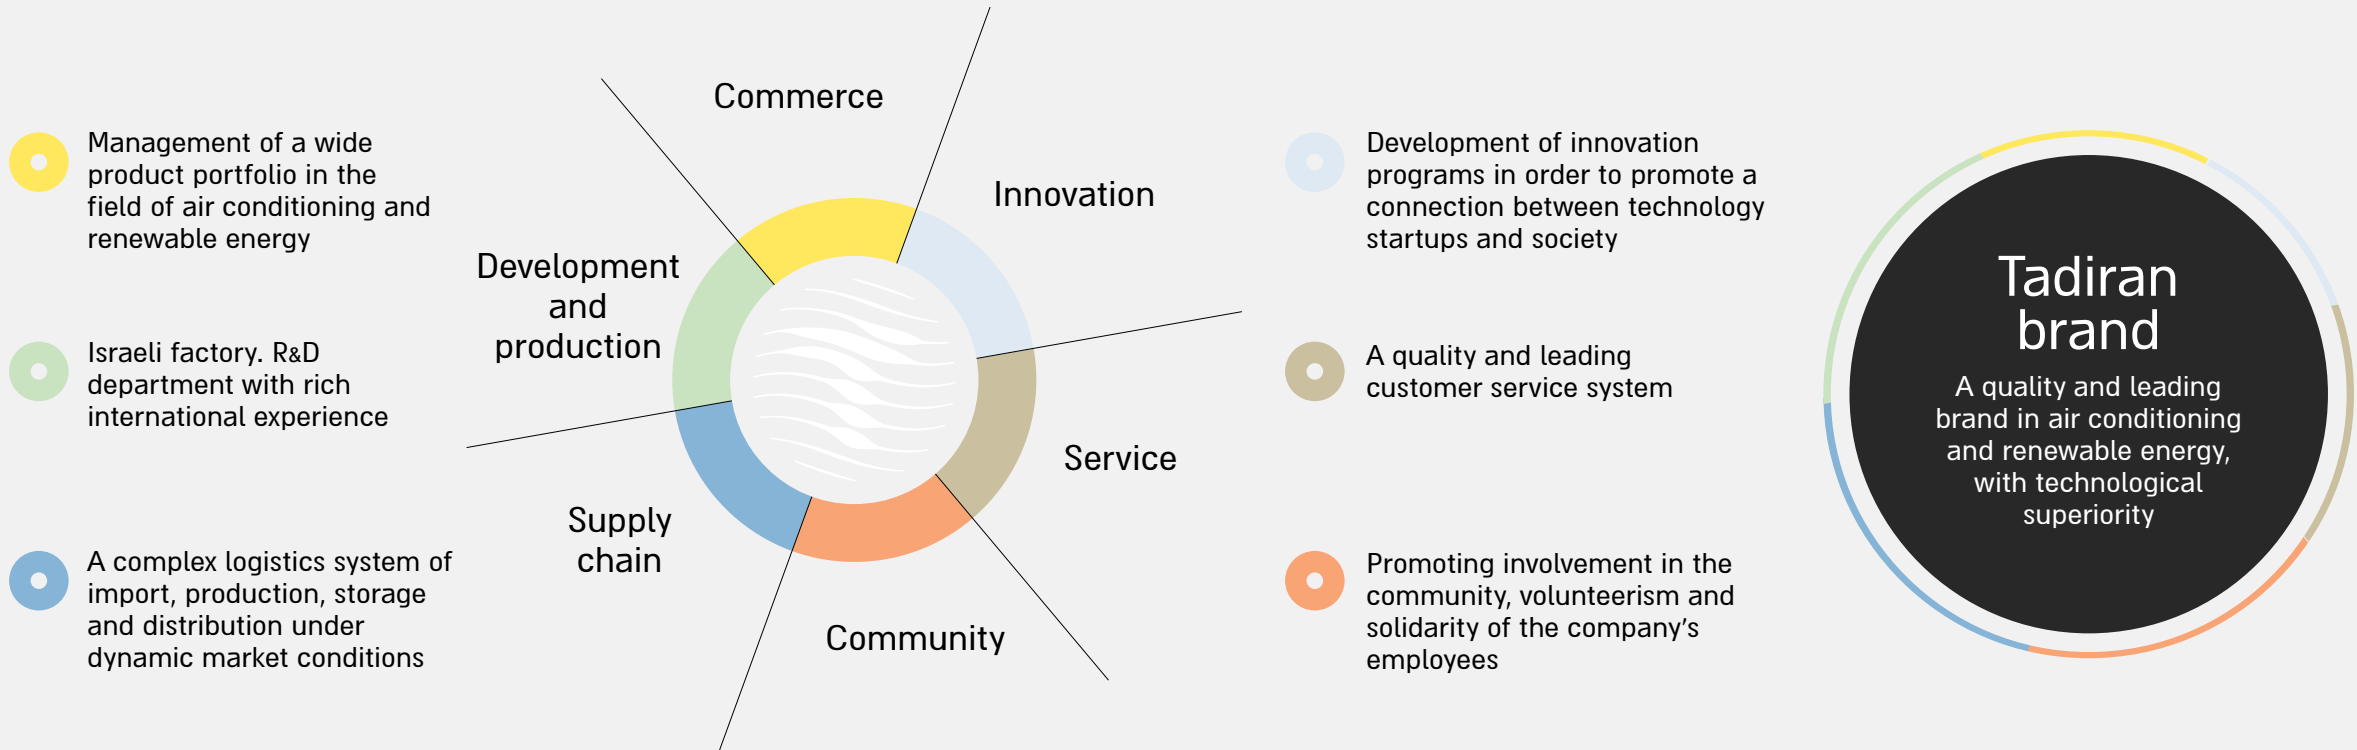 Management of a wide
product portfolio in the
field of air conditioning and
renewable energy
Israeli factory. R&D
department with rich
international experience
A complex logistics system of
import, production, storage
and distribution under
dynamic market conditions
Commerce
Innovation
Development
and
production
Service
Supply
chain
Community
Development of innovation
programs in order to promote a
connection between technology
startups and society
A quality and leading
customer service system
Promoting involvement in the
community, volunteerism and
solidarity of the company's
employees
Tadiran
brand
A quality and leading
brand in air conditioning
and renewable energy,
with technological
superiority